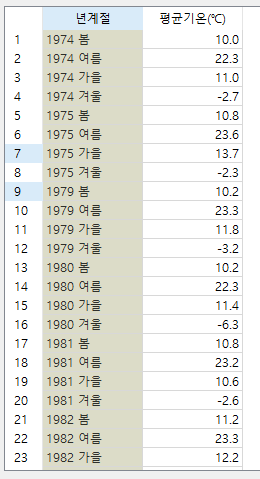 년계절 평균기온(℃)
1 1974 봄 10.0
2 1974 여름 22.3
3 1974 가을 11.0
4 1974 겨울 -2.7
5 1975 봄 10.8
6 1975 여름 23.6
7 1975 가을 13.7
8 1975 겨울 -2.3
9 1979 봄 10.2
10 1979 여름 23.3
11 1979 가을 11.8
12 1979 겨울 -3.2
13 1980 봄 10.2
14 1980 여름 22.3
15 1980 가을 11.4
16 1980 겨울 -6.3
17 1981 봄 10.8
18 1981 여름 23.2
19 1981 가을 10.6
20 1981 겨울 -2.6
21 1982 봄 11.2
22 1982 여름 23.3
23 1982 가을 12.2